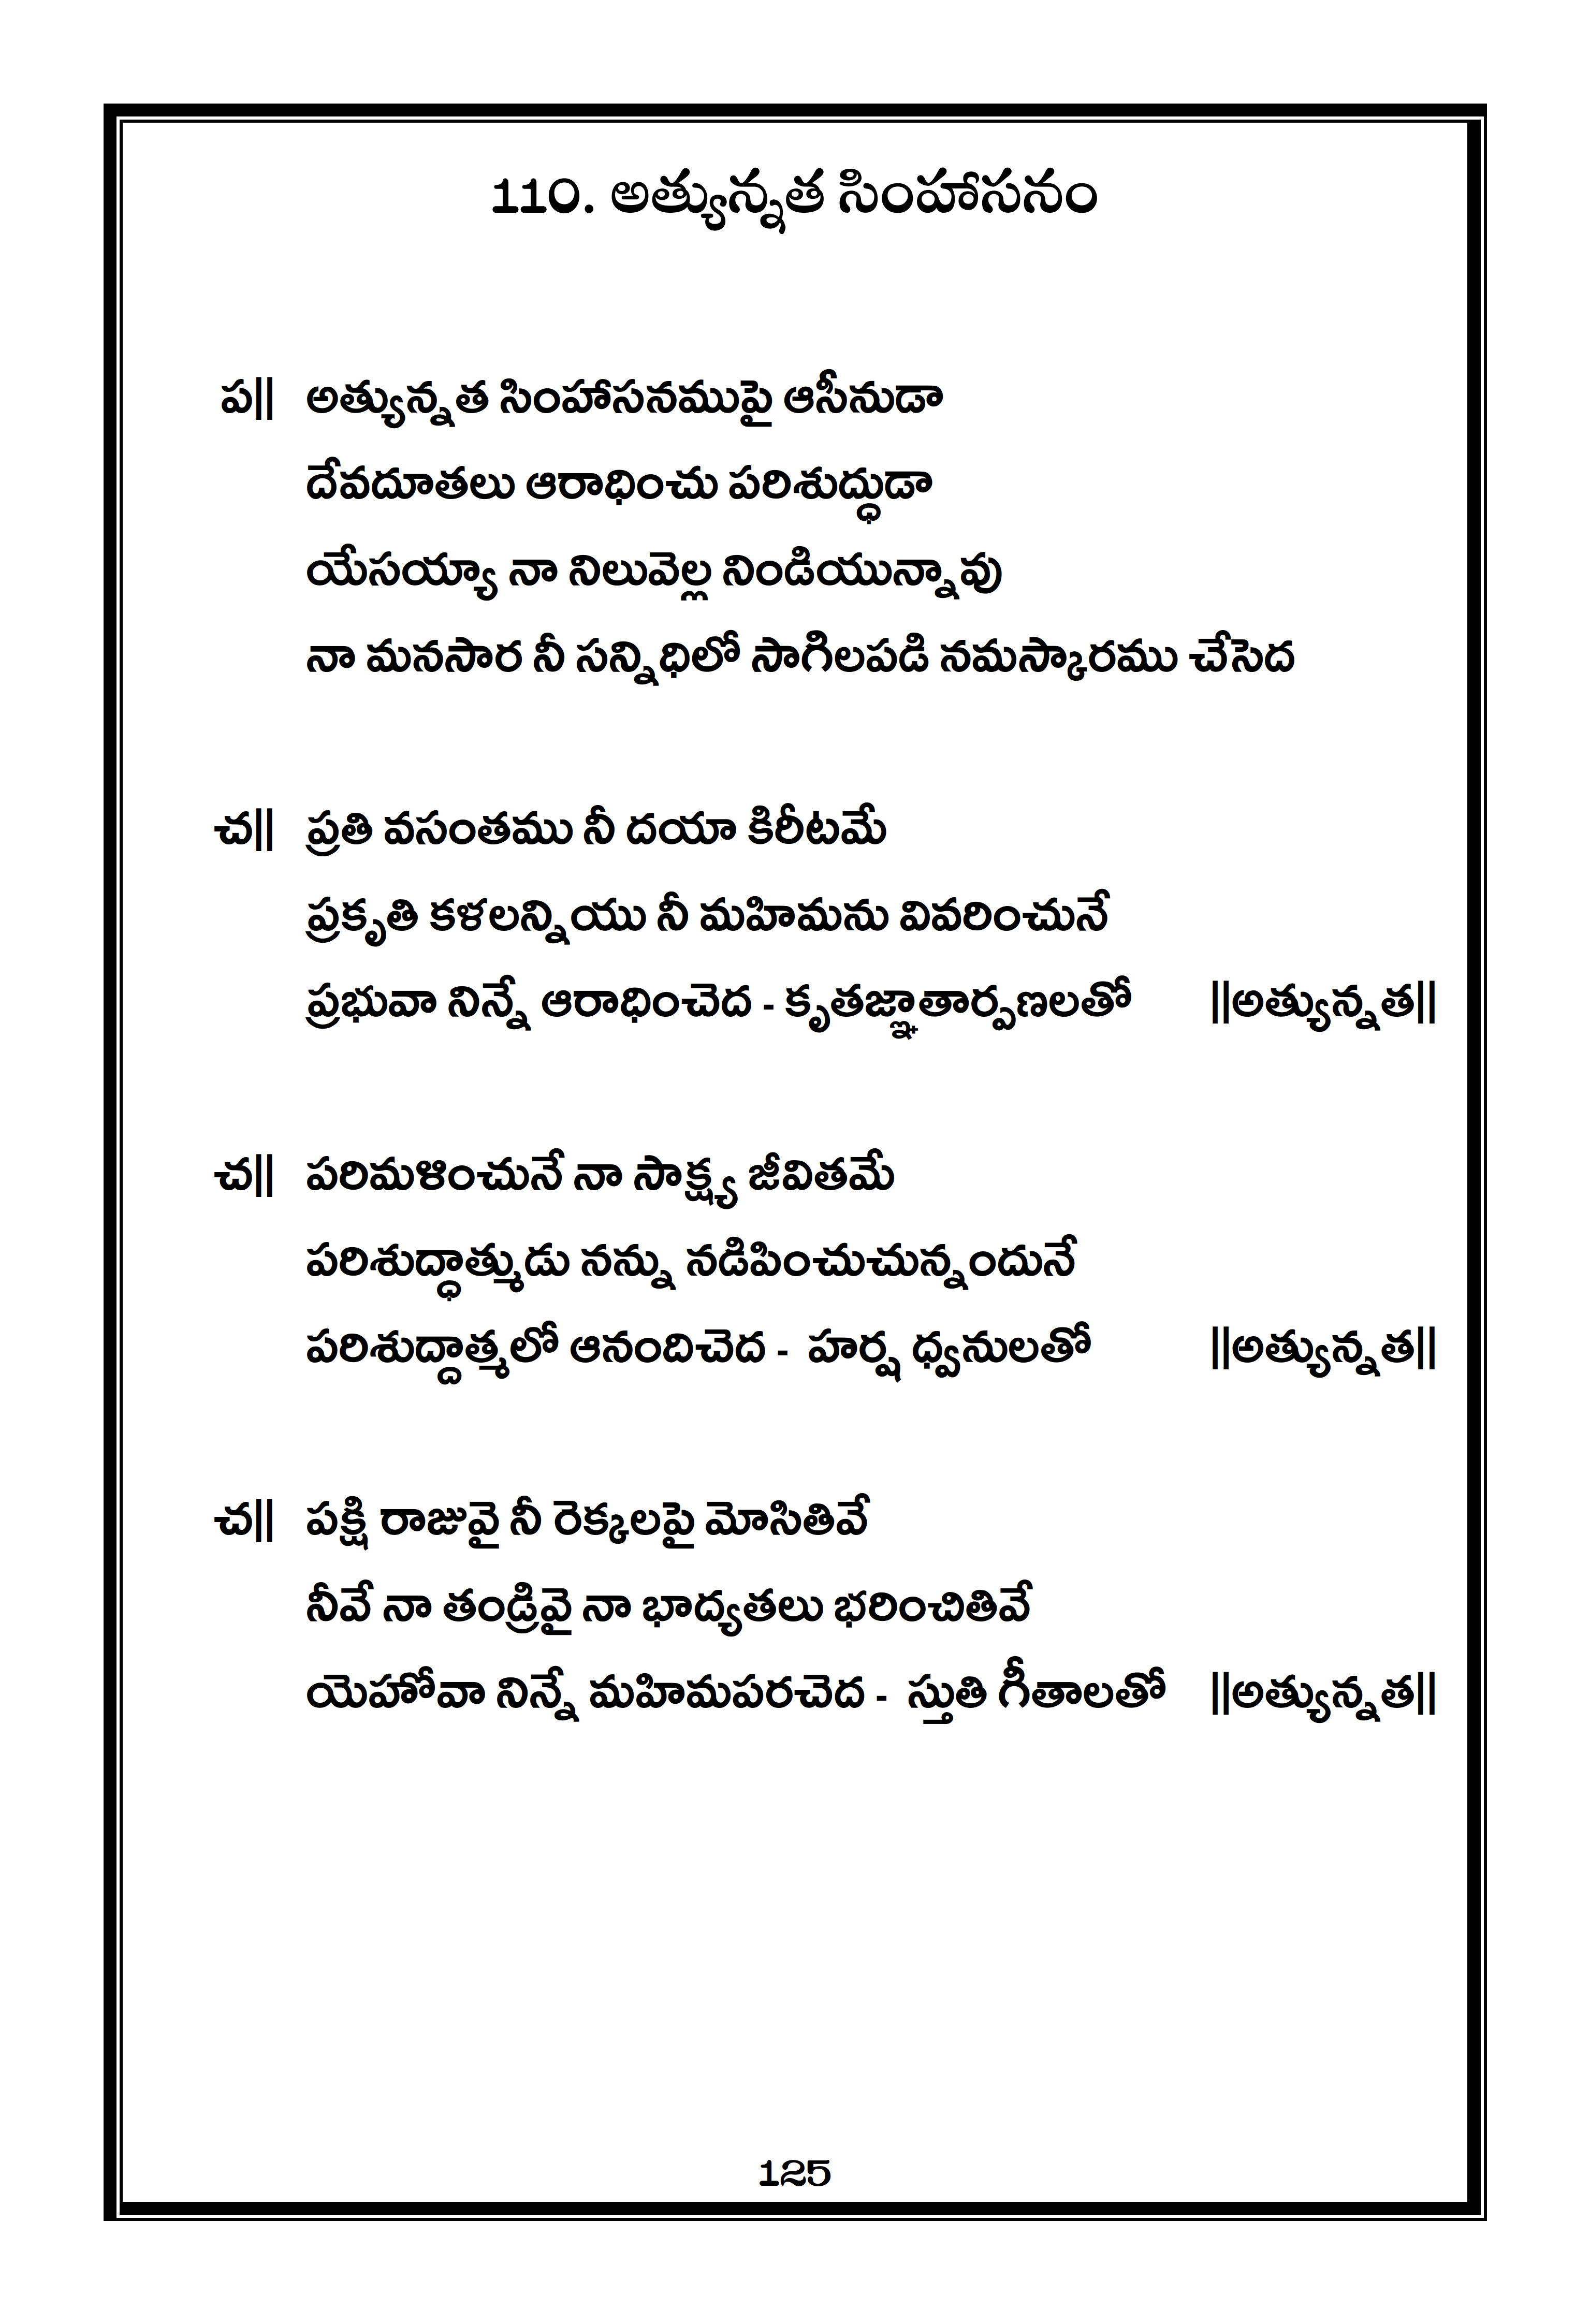 110. అత్యున్నత సింహాసనం
ప|| అత్యున్నత సింహాసనముపై ఆసీనుడా
దేవదూతలు ఆరాధించు పరిశుద్ధుడా
యేసయ్యా నా నిలువెల్ల నిండియున్నావు
నా మనసార నీ సన్నిధిలో సాగిలపడి నమస్కారము చేసెద
చ|| ప్రతి వసంతము నీ దయా కిరీటమే
ప్రకృతి కళలన్నియు నీ మహిమను వివరించునే
ప్రభువా నిన్నే ఆరాధించెద - కృతజ్ఞాతార్పణలతో ||అత్యున్నత||
చ|| పరిమళించునే నా సాక్ష్య జీవితమే
పరిశుద్ధాత్ముడు నన్ను నడిపించుచున్నందునే
పరిశుద్దాత్మలో ఆనందిచెద - హర్ష ధ్వనులతో ||అత్యున్నత||
చ|| పక్షి రాజువై నీ రెక్కలపై మోసితివే
నీవే నా తండ్రివై నా భాద్యతలు భరించితివే
యెహోవా నిన్నే మహిమపరచెద - స్తుతి గీతాలతో ||అత్యున్నత||
125